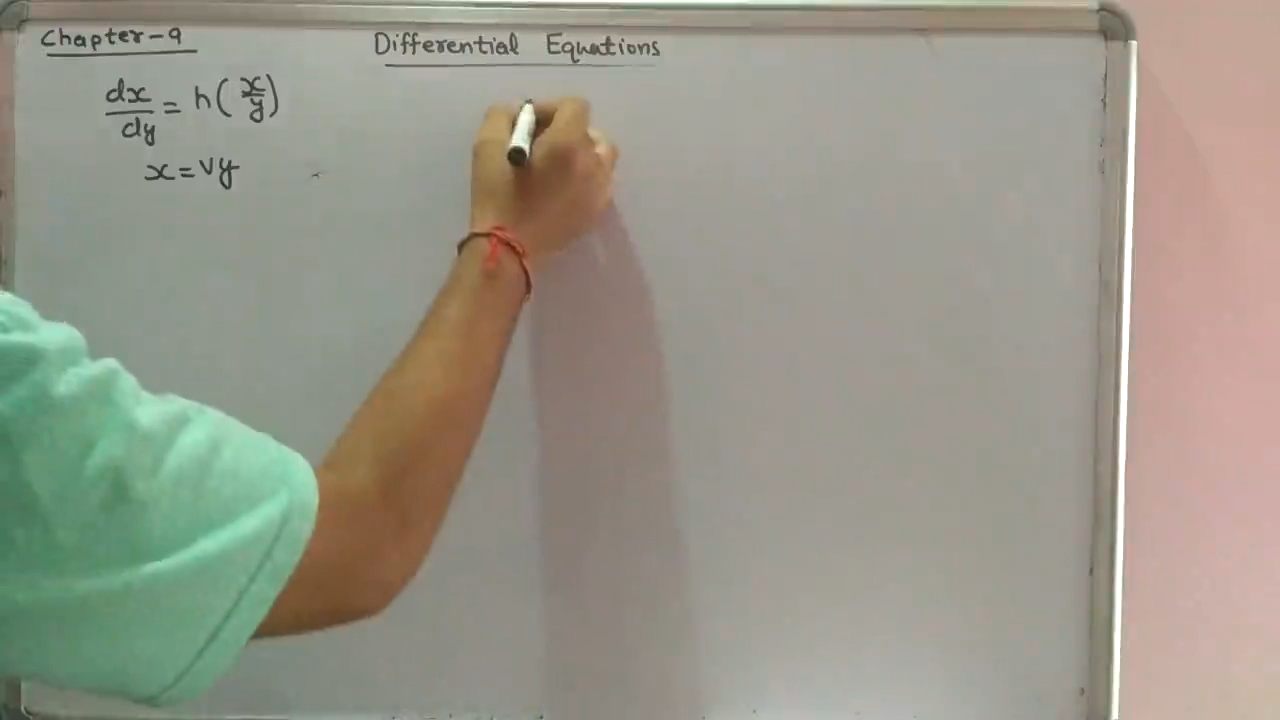 Chapter-9
Differential Equations
dx/dy = h(x/y)
x=vy